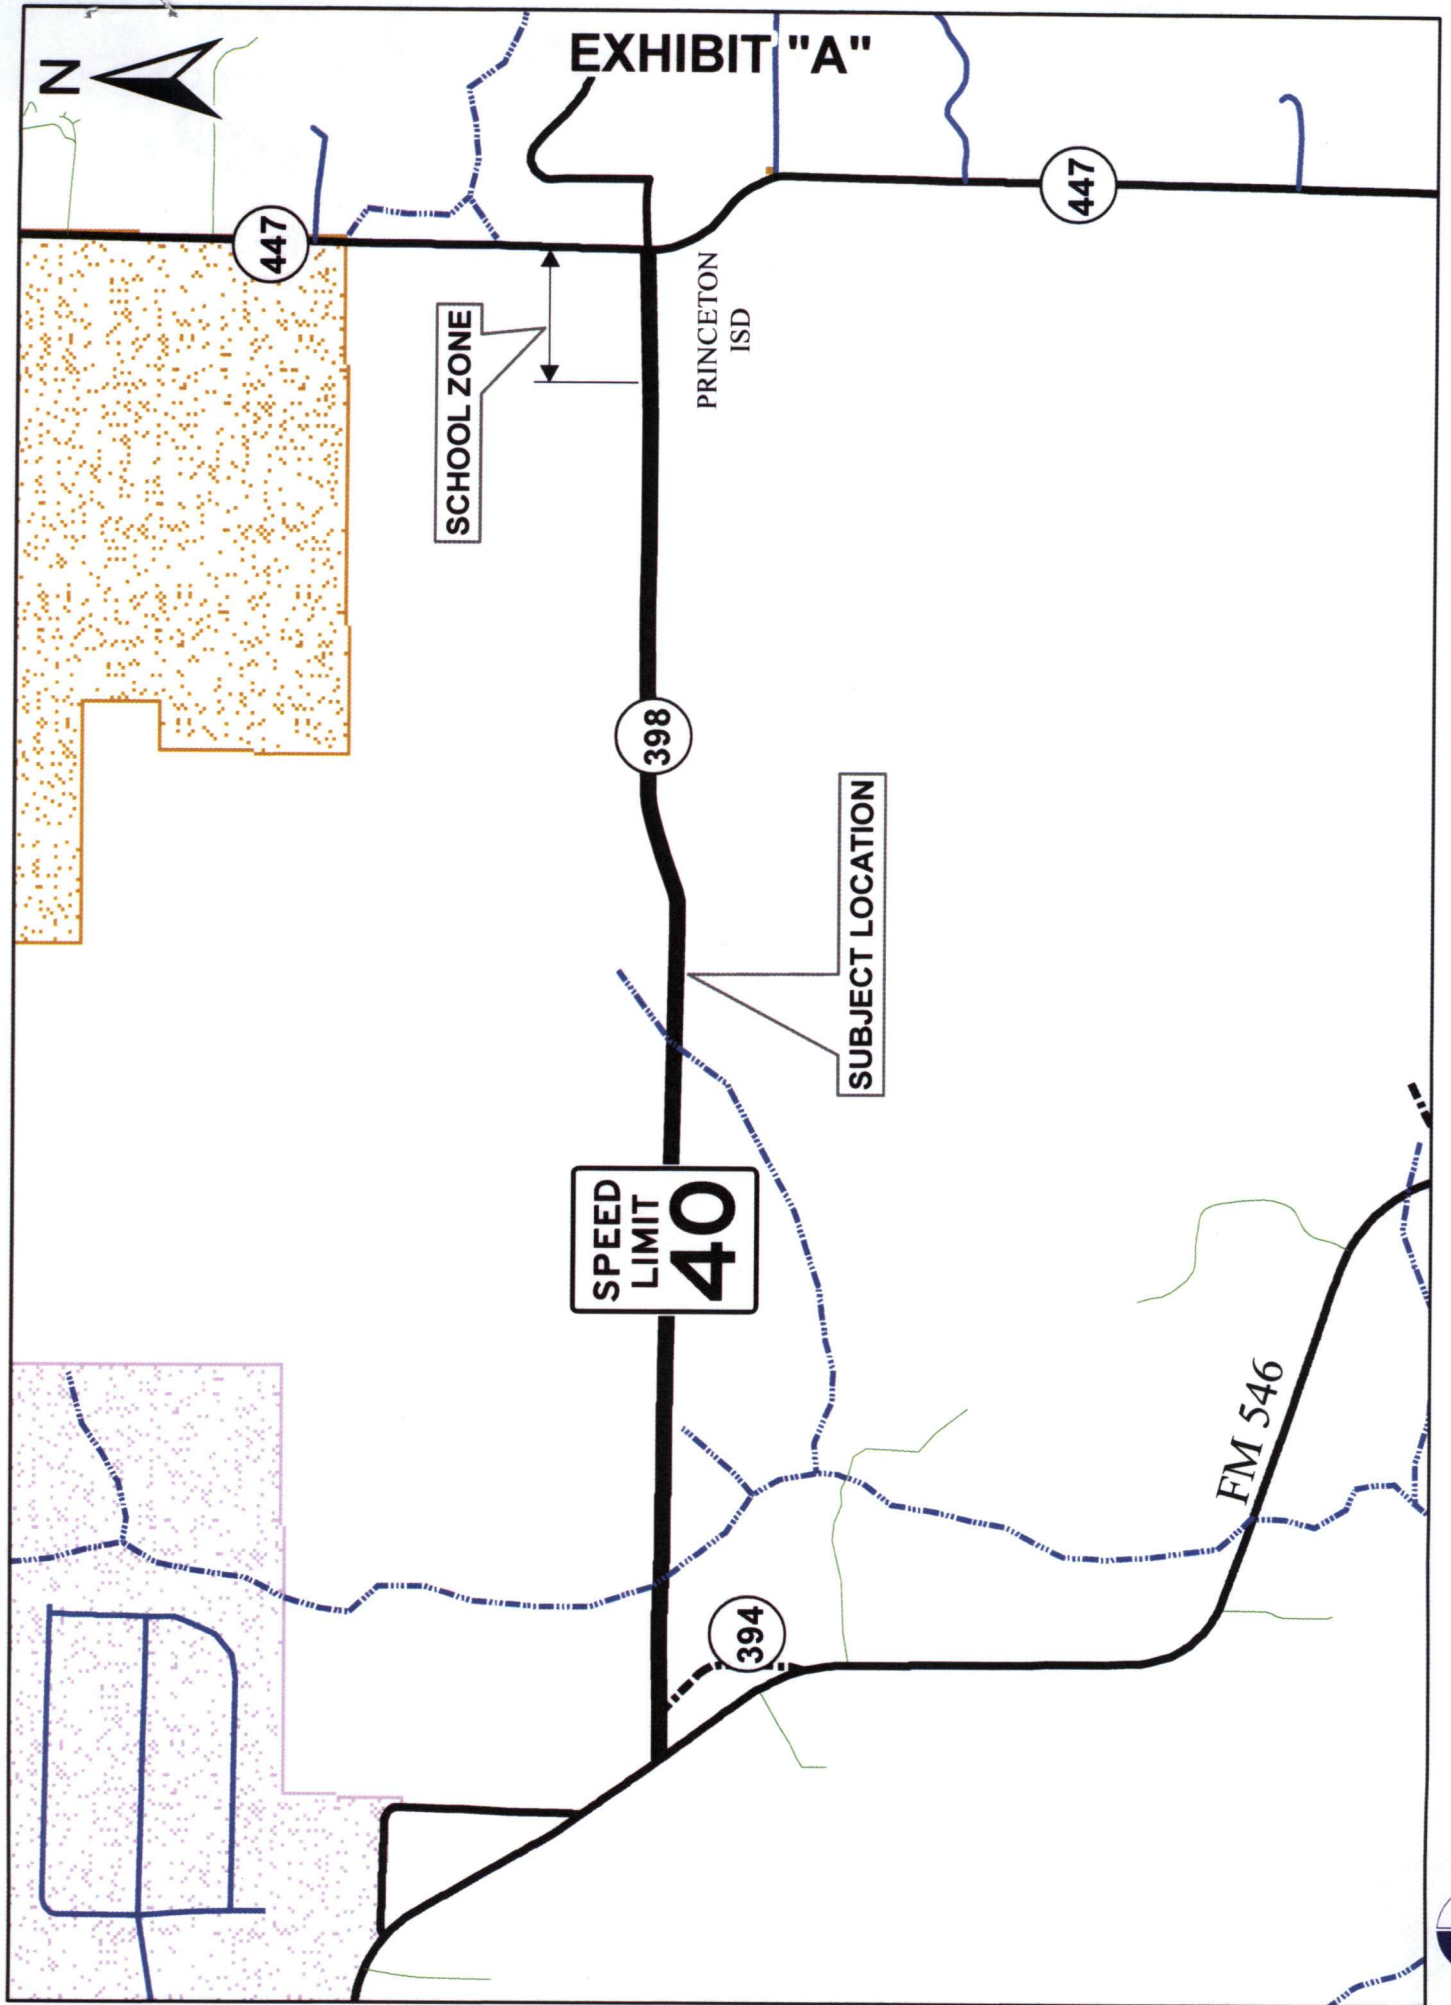 EXHIBIT "A"
N
447
447
SCHOOL ZONE
PRINCETON
ISD
398
SUBJECT LOCATION
SPEED
LIMIT
40
FM 546
394